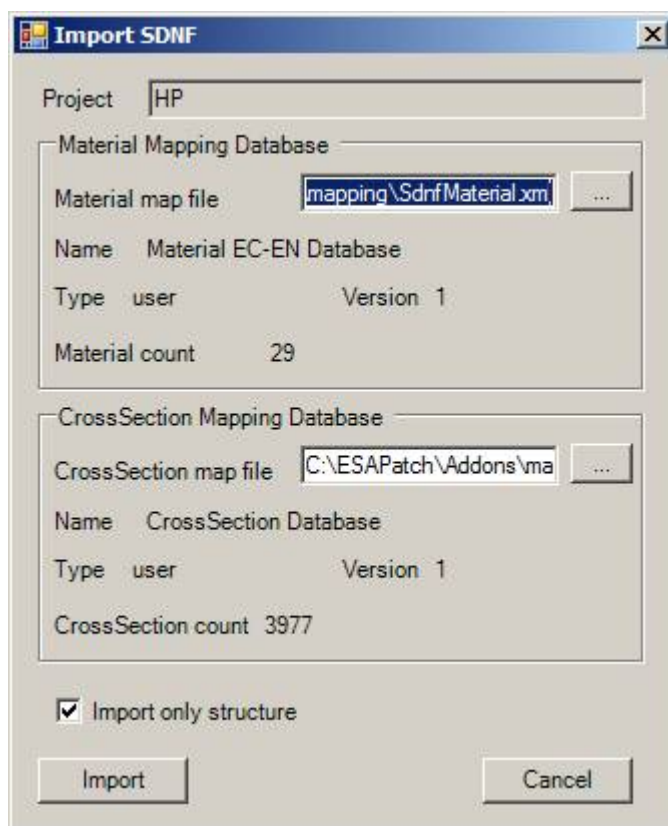 Import SDNF
Project HP
Material Mapping Database
Material map file mapping\SdnfMaterial.xml ...
Name Material EC-EN Database
Type user Version 1
Material count 29
CrossSection Mapping Database
CrossSection map file C:\ESAPatch\Addons\ma ...
Name CrossSection Database
Type user Version 1
CrossSection count 3977
Import only structure
Import Cancel